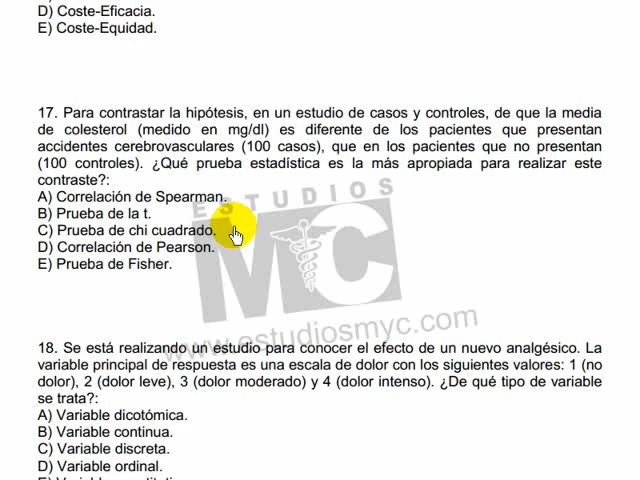 D) Coste-Eficacia.
E) Coste-Equidad.
17. Para contrastar la hipótesis, en un estudio de casos y controles, de que la media
de colesterol (medido en mg/dl) es diferente de los pacientes que presentan
accidentes cerebrovasculares (100 casos), que en los pacientes que no presentan
(100 controles). ¿Qué prueba estadística es la más apropiada para realizar este
contraste?:
A) Correlación de Spearman.
B) Prueba de la t.
C) Prueba de chi cuadrado.
D) Correlación de Pearson.
E) Prueba de Fisher.
ESTUDIOS
MC
www.estudiosmyc.com
18. Se está realizando un estudio para conocer el efecto de un nuevo analgésico. La
variable principal de respuesta es una escala de dolor con los siguientes valores: 1 (no
dolor), 2 (dolor leve), 3 (dolor moderado) y 4 (dolor intenso). ¿De qué tipo de variable
se trata?:
A) Variable dicotómica.
B) Variable continua.
C) Variable discreta.
D) Variable ordinal.